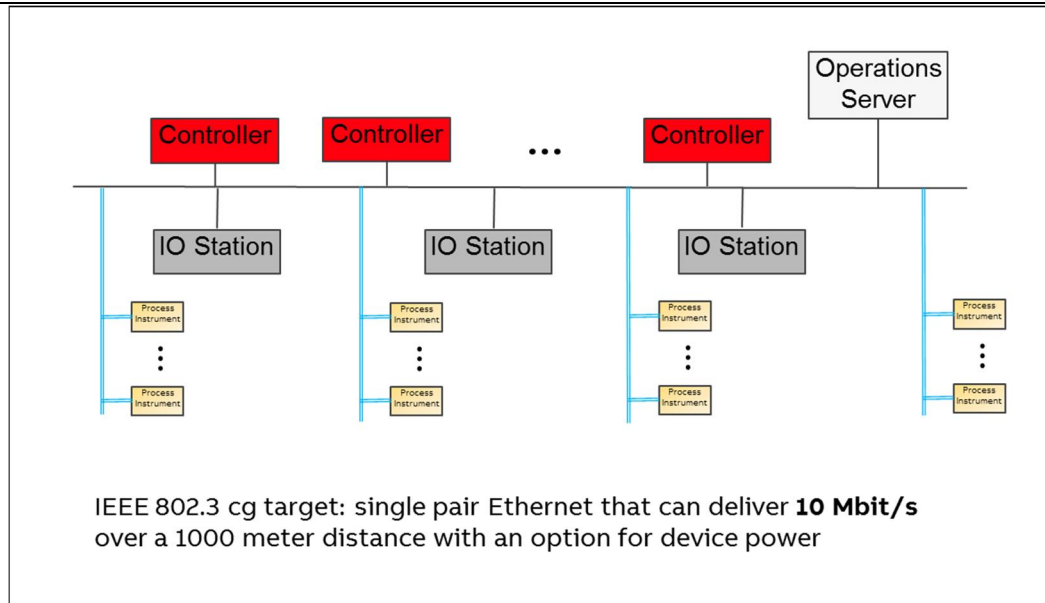 Operations
Server
Controller
Controller
...
Controller
IO Station
IO Station
IO Station
Process
Instrument
Process
Instrument
Process
Instrument
Process
Instrument
Process
Instrument
Process
Instrument
Process
Instrument
Process
Instrument
IEEE 802.3 cg target: single pair Ethernet that can deliver 10 Mbit/s
over a 1000 meter distance with an option for device power